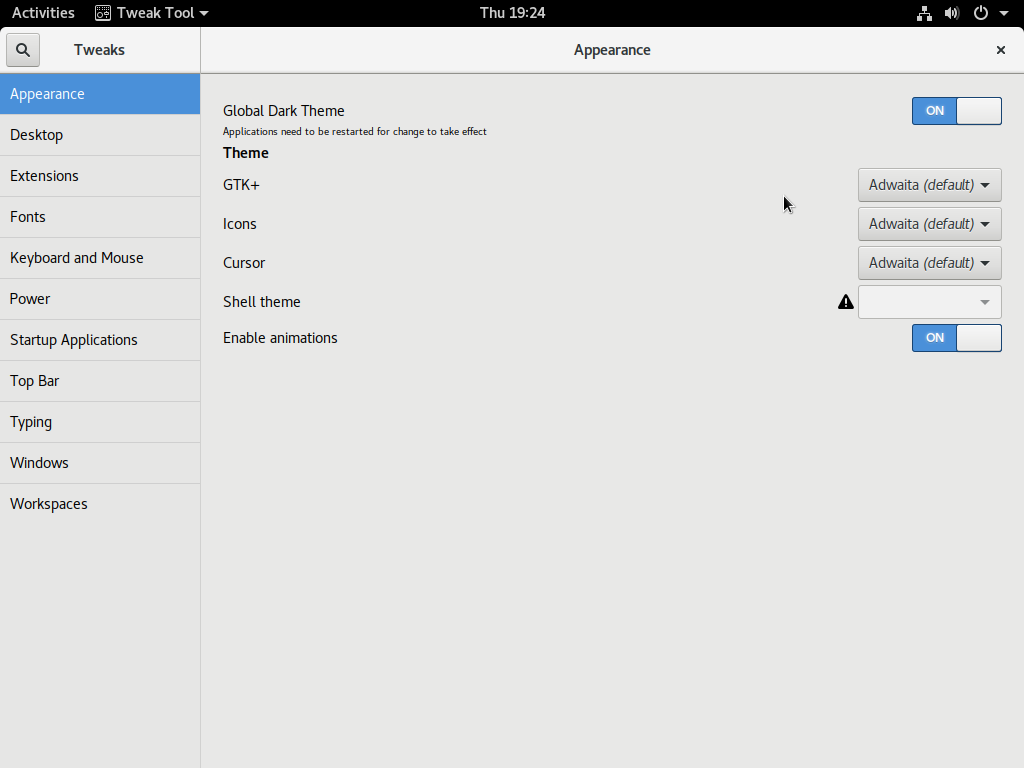 Activities Tweak Tool Thu 19:24
Tweaks Appearance
Appearance
Desktop
Extensions
Fonts
Keyboard and Mouse
Power
Startup Applications
Top Bar
Typing
Windows
Workspaces
Global Dark Theme ON
Applications need to be restarted for change to take effect
Theme
GTK+ Adwaita (default)
Icons Adwaita (default)
Cursor Adwaita (default)
Shell theme
Enable animations ON